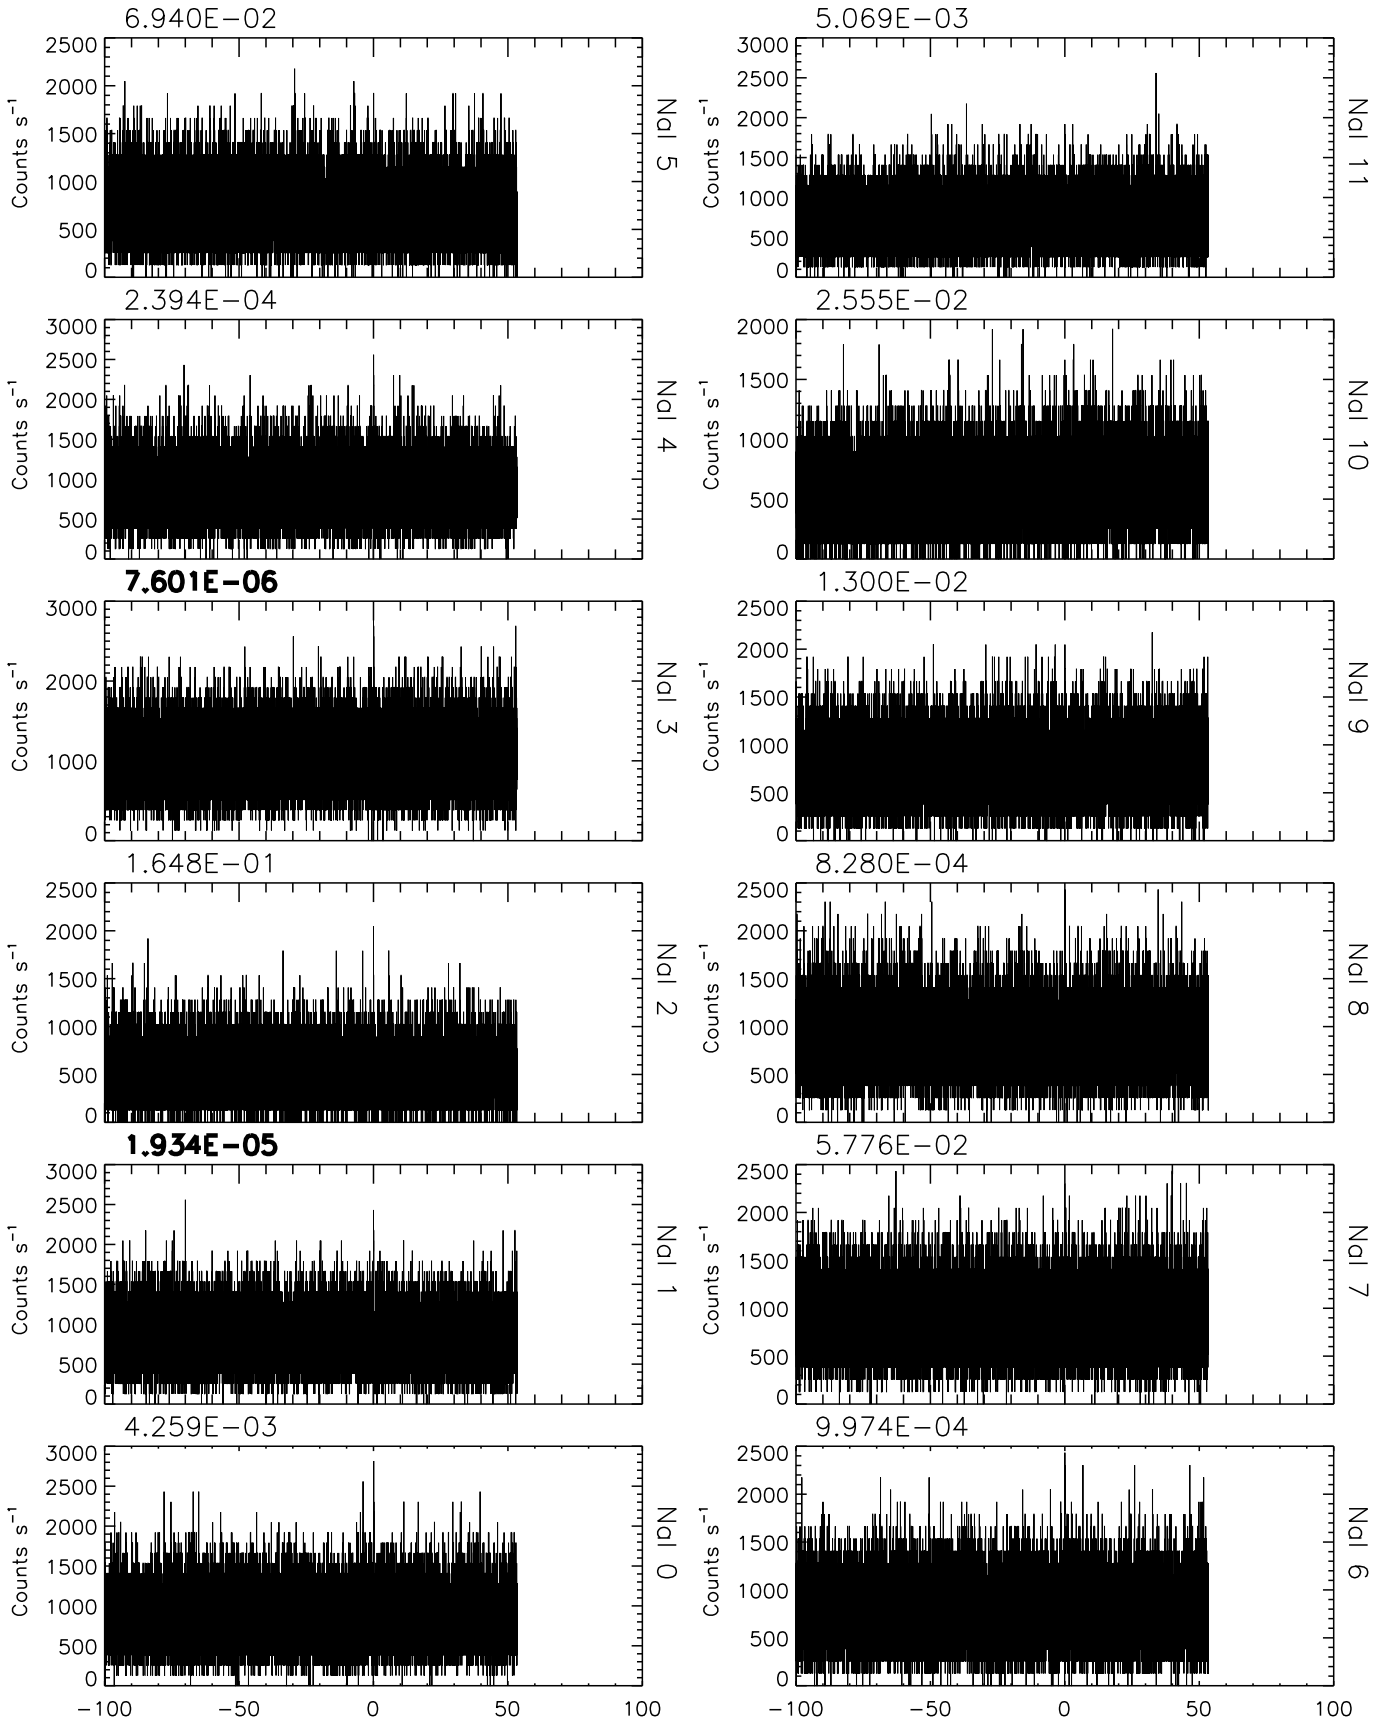 6.940E−02
2500
2000
1500
1000
500
0
Counts s⁻¹
NaI 5
5.069E−03
3000
2500
2000
1500
1000
500
0
Counts s⁻¹
NaI 11
2.394E−04
3000
2500
2000
1500
1000
500
0
Counts s⁻¹
NaI 4
2.555E−02
2000
1500
1000
500
0
Counts s⁻¹
NaI 10
7.601E−06
3000
2000
1000
0
Counts s⁻¹
NaI 3
1.300E−02
2500
2000
1500
1000
500
0
Counts s⁻¹
NaI 9
1.648E−01
2500
2000
1500
1000
500
0
Counts s⁻¹
NaI 2
8.280E−04
2500
2000
1500
1000
500
0
Counts s⁻¹
NaI 8
1.934E−05
3000
2500
2000
1500
1000
500
0
Counts s⁻¹
NaI 1
5.776E−02
2500
2000
1500
1000
500
0
Counts s⁻¹
NaI 7
4.259E−03
3000
2500
2000
1500
1000
500
0
Counts s⁻¹
NaI 0
−100 −50 0 50 100
9.974E−04
2500
2000
1500
1000
500
0
Counts s⁻¹
NaI 6
−100 −50 0 50 100